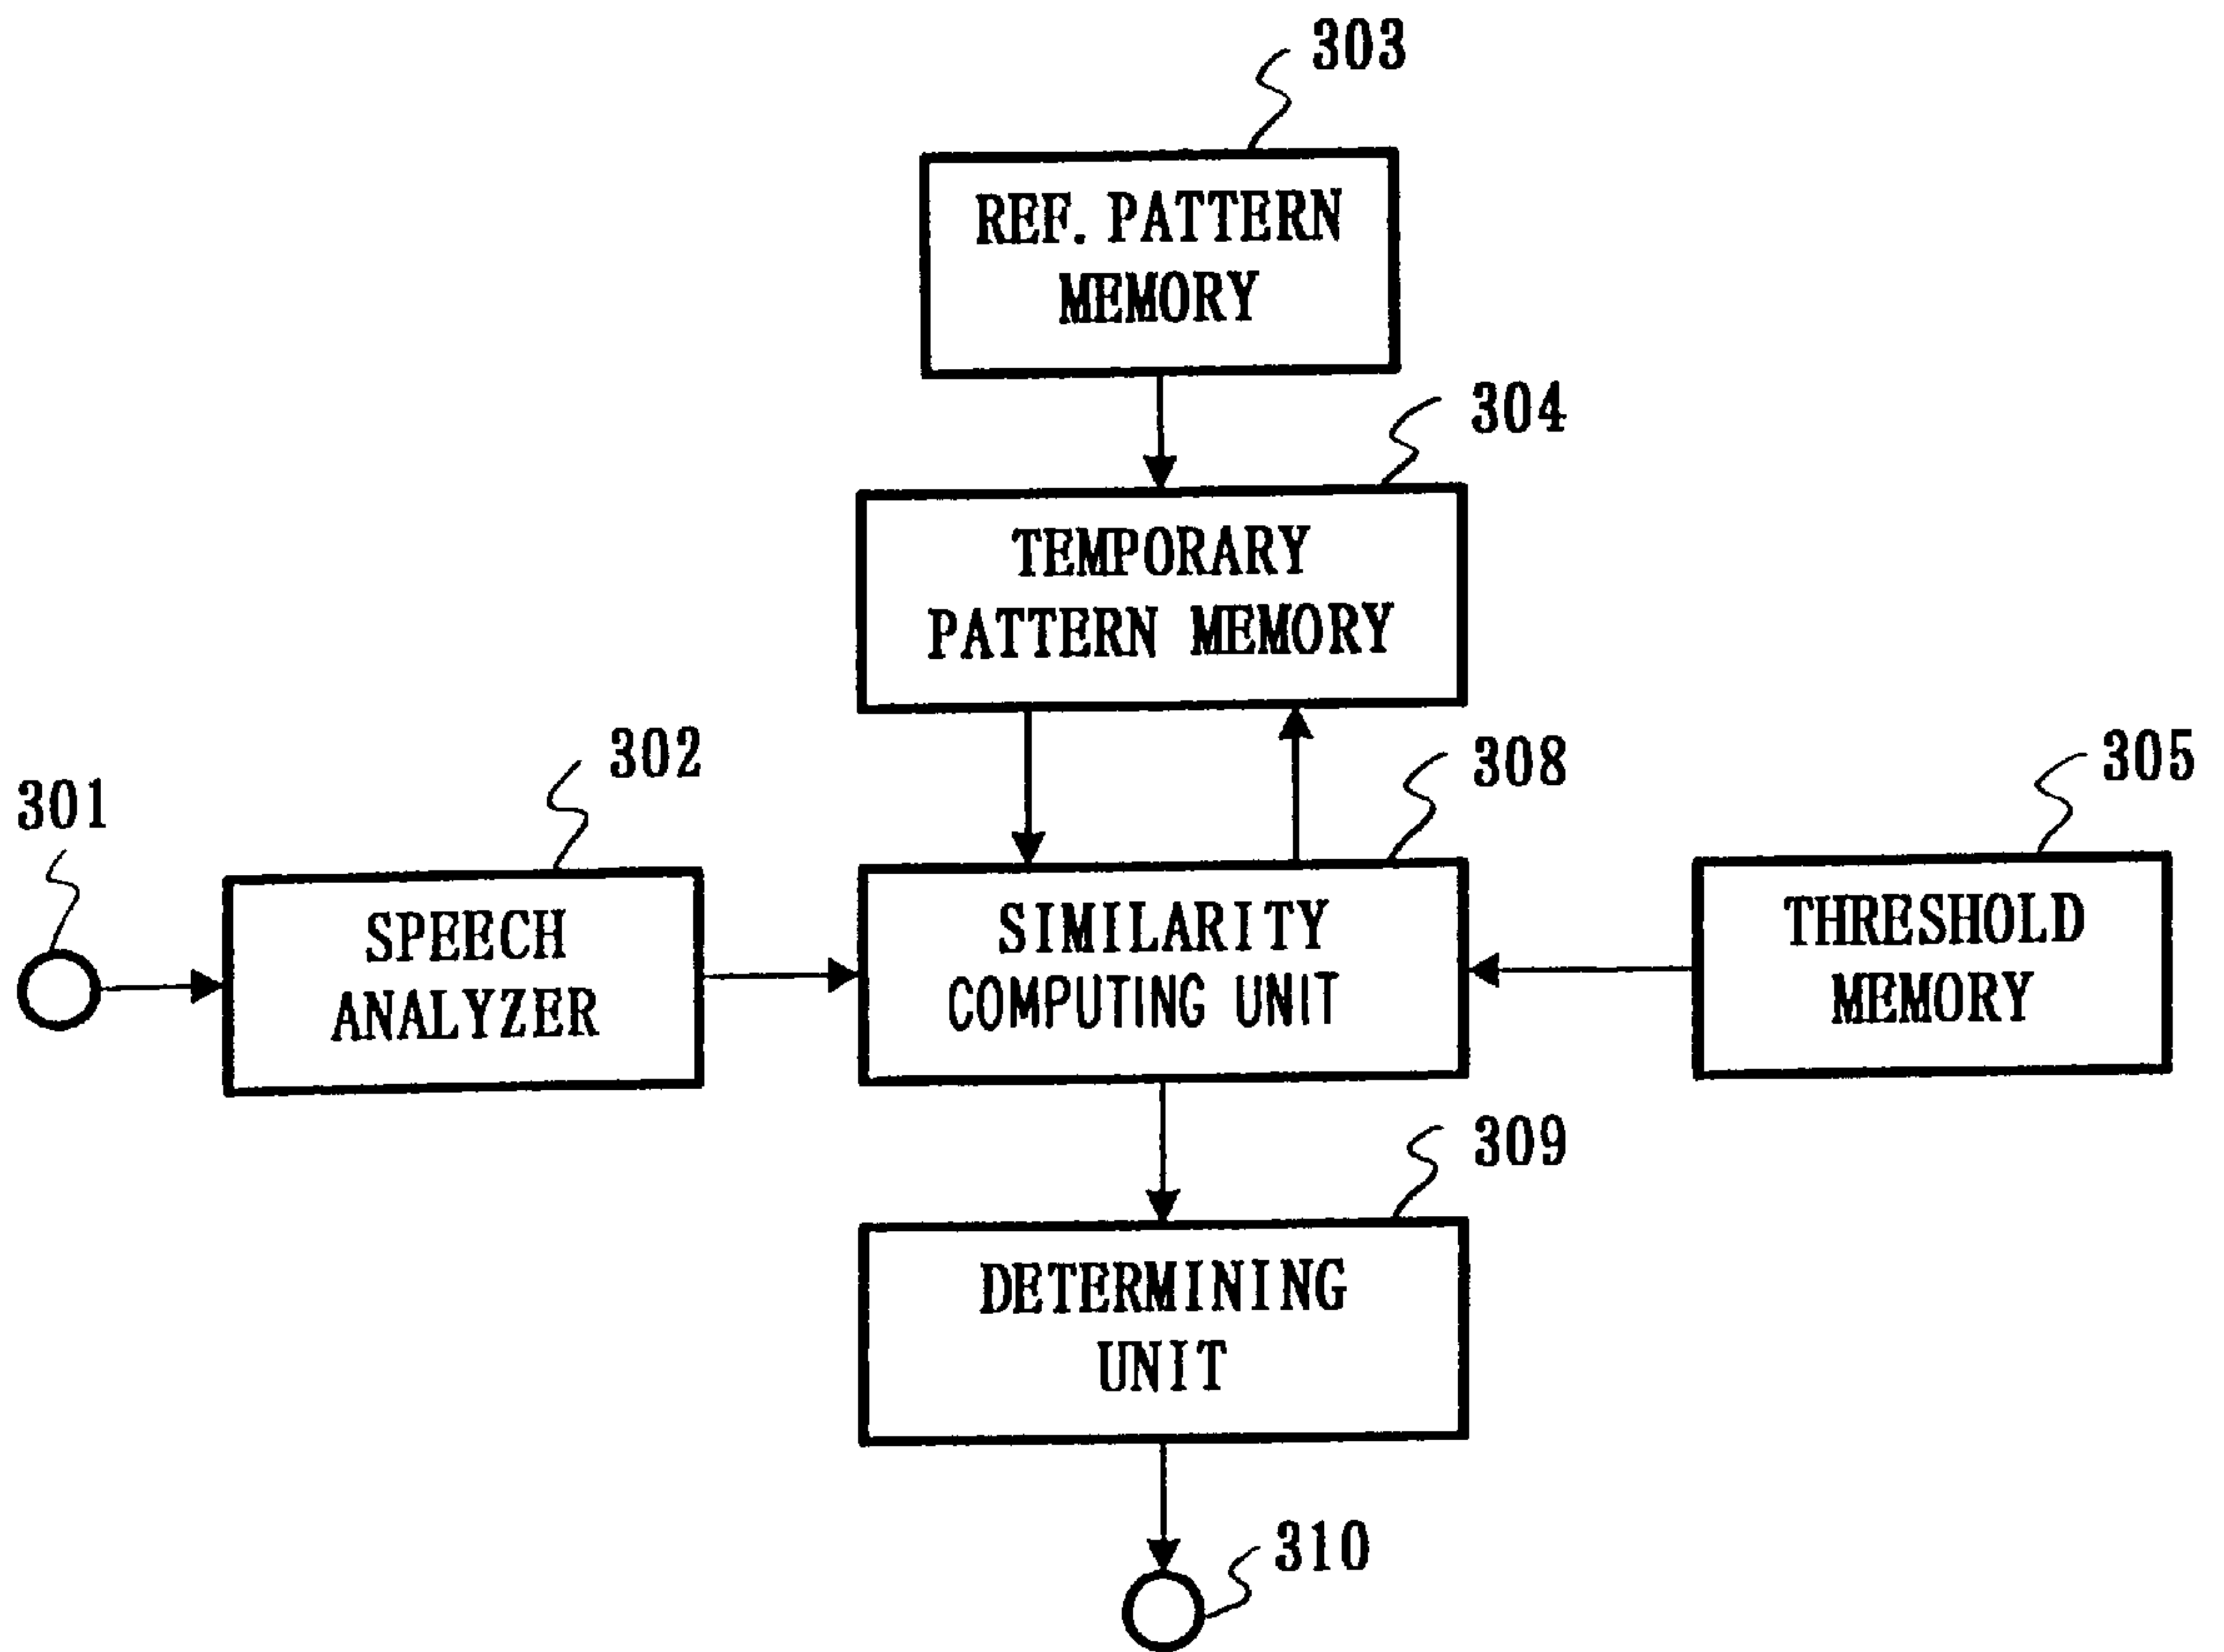 303
REF. PATTERN
MEMORY
304
TEMPORARY
PATTERN MEMORY
301
302
308
305
SPEECH
ANALYZER
SIMILARITY
COMPUTING UNIT
THRESHOLD
MEMORY
309
DETERMINING
UNIT
310